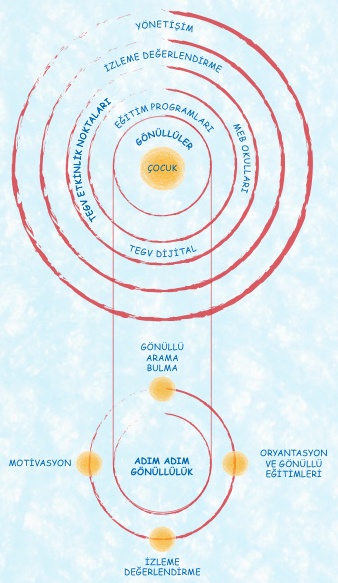 YÖNETİŞİM
İZLEME DEĞERLENDİRME
EĞİTİM PROGRAMLARI
GÖNÜLLÜLER
ÇOCUK
TEGV ETKİNLİK NOKTALARI
MEB OKULLARI
TEGV DİJİTAL
GÖNÜLLÜ
ARAMA
BULMA
MOTİVASYON
ADIM ADIM
GÖNÜLLÜLÜK
ORYANTASYON
VE GÖNÜLLÜ
EĞİTİMLERİ
İZLEME
DEĞERLENDİRME